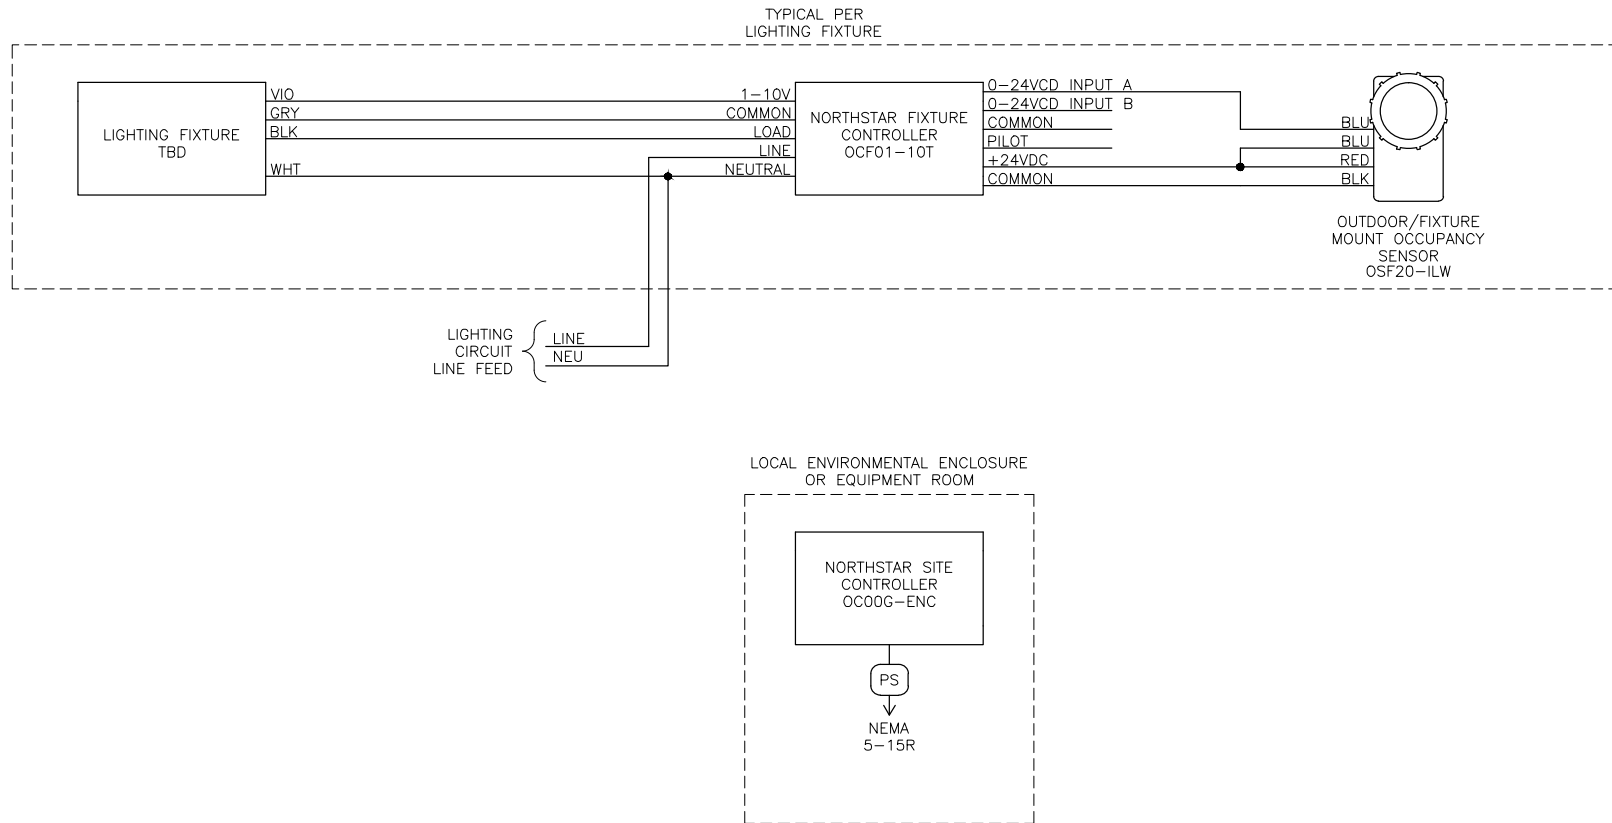 TYPICAL PER
LIGHTING FIXTURE
LIGHTING FIXTURE
TBD
VIO
GRY
BLK
WHT
1-10V
COMMON
LOAD
LINE
NEUTRAL
NORTHSTAR FIXTURE
CONTROLLER
OCF01-10T
0-24VCD INPUT A
0-24VCD INPUT B
COMMON
PILOT
+24VDC
COMMON
BLU
BLU
RED
BLK
OUTDOOR/FIXTURE
MOUNT OCCUPANCY
SENSOR
OSF20-ILW
LIGHTING
CIRCUIT
LINE FEED
LINE
NEU
LOCAL ENVIRONMENTAL ENCLOSURE
OR EQUIPMENT ROOM
NORTHSTAR SITE
CONTROLLER
OC00G-ENC
PS
NEMA
5-15R